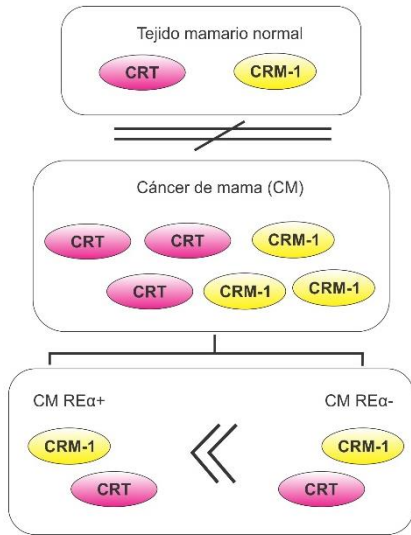 Tejido mamario normal
CRT CRM-1
Cáncer de mama (CM)
CRT CRT CRM-1
CRT CRM-1 CRM-1
CM REα+ CM REα-
CRM-1 CRM-1
CRT CRT